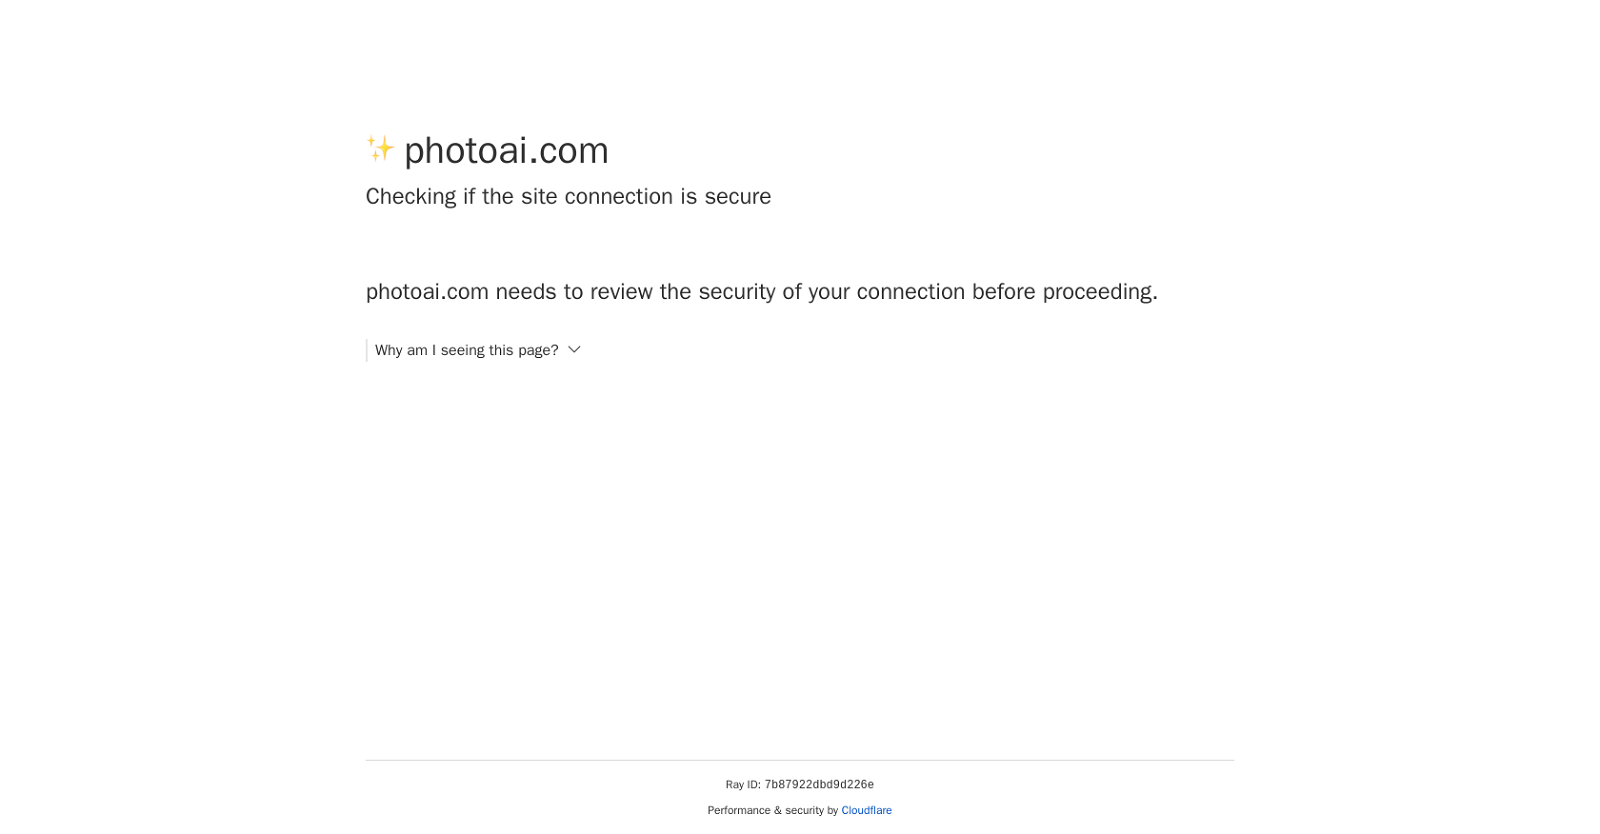 photoai.com
Checking if the site connection is secure
photoai.com needs to review the security of your connection before proceeding.
Why am I seeing this page?
Ray ID: 7b87922dbd9d226e
Performance & security by Cloudflare